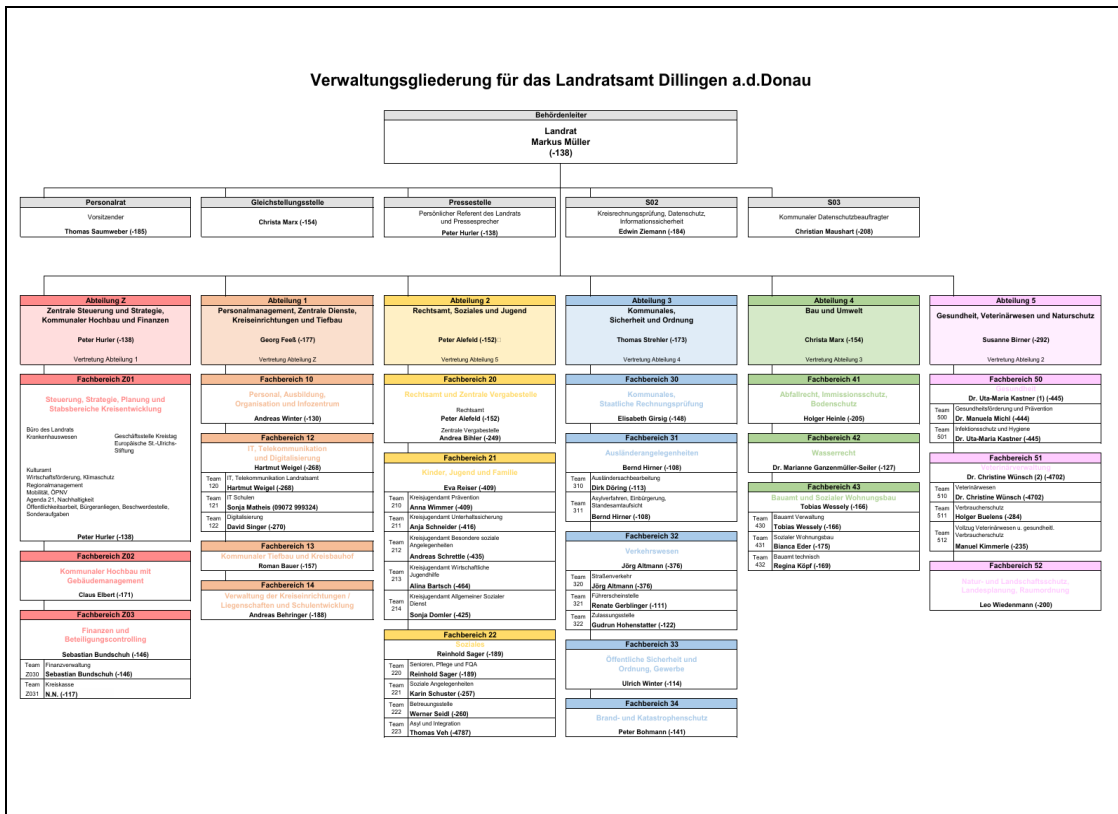 Verwaltungsgliederung für das Landratsamt Dillingen a.d.Donau
Behördenleiter
Landrat
Markus Müller
(-138)
Personalrat
Vorsitzender
Thomas Saumweber (-185)
Gleichstellungsstelle
Christa Marx (-154)
Pressestelle
Persönlicher Referent des Landrats
und Pressesprecher
Peter Hurler (-138)
S02
Kreisrechnungsprüfung, Datenschutz,
Informationssicherheit
Edwin Ziemann (-184)
S03
Kommunaler Datenschutzbeauftragter
Christian Maushart (-208)
Abteilung Z
Zentrale Steuerung und Strategie,
Kommunaler Hochbau und Finanzen
Peter Hurler (-138)
Vertretung Abteilung 1
Fachbereich Z01
Steuerung, Strategie, Planung und
Stabsbereiche Kreisentwicklung
Büro des Landrats
Krankenhauswesen
Geschäftsstelle Kreistag
Europäische St.-Ulrichs-
Stiftung
Kulturamt
Wirtschaftsförderung, Klimaschutz
Regionalmanagement
Mobilität, ÖPNV
Agenda 21, Nachhaltigkeit
Öffentlichkeitsarbeit, Bürgeranliegen, Beschwerdestelle,
Sonderaufgaben
Peter Hurler (-138)
Fachbereich Z02
Kommunaler Hochbau mit
Gebäudemanagement
Claus Elbert (-171)
Fachbereich Z03
Finanzen und
Beteiligungscontrolling
Sebastian Bundschuh (-146)
Team Finanzverwaltung
Z030 Sebastian Bundschuh (-146)
Team Kreiskasse
Z031 N.N. (-117)
Abteilung 1
Personalmanagement, Zentrale Dienste,
Kreiseinrichtungen und Tiefbau
Georg Feeß (-177)
Vertretung Abteilung Z
Fachbereich 10
Personal, Ausbildung,
Organisation und Infozentrum
Andreas Winter (-130)
Fachbereich 12
IT, Telekommunikation
und Digitalisierung
Hartmut Weigel (-268)
Team IT, Telekommunikation Landratsamt
120 Hartmut Weigel (-268)
Team IT Schulen
121 Sonja Matheis (09072 999324)
Team Digitalisierung
122 David Singer (-270)
Fachbereich 13
Kommunaler Tiefbau und Kreisbauhof
Roman Bauer (-157)
Fachbereich 14
Verwaltung der Kreiseinrichtungen /
Liegenschaften und Schulentwicklung
Andreas Behringer (-188)
Abteilung 2
Rechtsamt, Soziales und Jugend
Peter Alefeld (-152)
Vertretung Abteilung 5
Fachbereich 20
Rechtsamt und Zentrale Vergabestelle
Rechtsamt
Peter Alefeld (-152)
Zentrale Vergabestelle
Andrea Bihler (-249)
Fachbereich 21
Kinder, Jugend und Familie
Eva Reiser (-409)
Team Kreisjugendamt Prävention
210 Anna Wimmer (-409)
Team Kreisjugendamt Unterhaltssicherung
211 Anja Schneider (-416)
Team Kreisjugendamt Besondere soziale
212 Angelegenheiten
Andreas Schrettle (-435)
Team Kreisjugendamt Wirtschaftliche
213 Jugendhilfe
Alina Bartsch (-464)
Team Kreisjugendamt Allgemeiner Sozialer
214 Dienst
Sonja Domler (-425)
Fachbereich 22
Soziales
Reinhold Sager (-189)
Team Senioren, Pflege und FQA
220 Reinhold Sager (-189)
Team Soziale Angelegenheiten
221 Karin Schuster (-257)
Team Betreuungsstelle
222 Werner Seidl (-260)
Team Asyl und Integration
223 Thomas Veh (-4787)
Abteilung 3
Kommunales,
Sicherheit und Ordnung
Thomas Strehler (-173)
Vertretung Abteilung 4
Fachbereich 30
Kommunales,
Staatliche Rechnungsprüfung
Elisabeth Girsig (-148)
Fachbereich 31
Ausländerangelegenheiten
Bernd Hirner (-108)
Team Ausländersachbearbeitung
310 Dirk Döring (-113)
Team Asylverfahren, Einbürgerung,
311 Standesamtaufsicht
Bernd Hirner (-108)
Fachbereich 32
Verkehrswesen
Jörg Altmann (-376)
Team Straßenverkehr
320 Jörg Altmann (-376)
Team Führerscheinstelle
321 Renate Gerblinger (-111)
Team Zulassungsstelle
322 Gudrun Hohenstatter (-122)
Fachbereich 33
Öffentliche Sicherheit und
Ordnung, Gewerbe
Ulrich Winter (-114)
Fachbereich 34
Brand- und Katastrophenschutz
Peter Bohmann (-141)
Abteilung 4
Bau und Umwelt
Christa Marx (-154)
Vertretung Abteilung 3
Fachbereich 41
Abfallrecht, Immissionsschutz,
Bodenschutz
Holger Heinle (-205)
Fachbereich 42
Wasserrecht
Dr. Marianne Ganzenmüller-Seiler (-127)
Fachbereich 43
Bauamt und Sozialer Wohnungsbau
Tobias Wessely (-166)
Team Bauamt Verwaltung
430 Tobias Wessely (-166)
Team Sozialer Wohnungsbau
431 Bianca Eder (-175)
Team Bauamt technisch
432 Regina Köpf (-169)
Abteilung 5
Gesundheit, Veterinärwesen und Naturschutz
Susanne Birner (-292)
Vertretung Abteilung 2
Fachbereich 50
Gesundheit
Dr. Uta-Maria Kastner (1) (-445)
Team Gesundheitsförderung und Prävention
500 Dr. Manuela Michl (-444)
Team Infektionsschutz und Hygiene
501 Dr. Uta-Maria Kastner (-445)
Fachbereich 51
Veterinärverwaltung
Dr. Christine Wünsch (2) (-4702)
Team Veterinärwesen
510 Dr. Christine Wünsch (-4702)
Team Verbraucherschutz
511 Holger Buelens (-284)
Team Vollzug Veterinärwesen u. gesundheitl.
512 Verbraucherschutz
Manuel Kimmerle (-235)
Fachbereich 52
Natur- und Landschaftsschutz,
Landesplanung, Raumordnung
Leo Wiedenmann (-200)